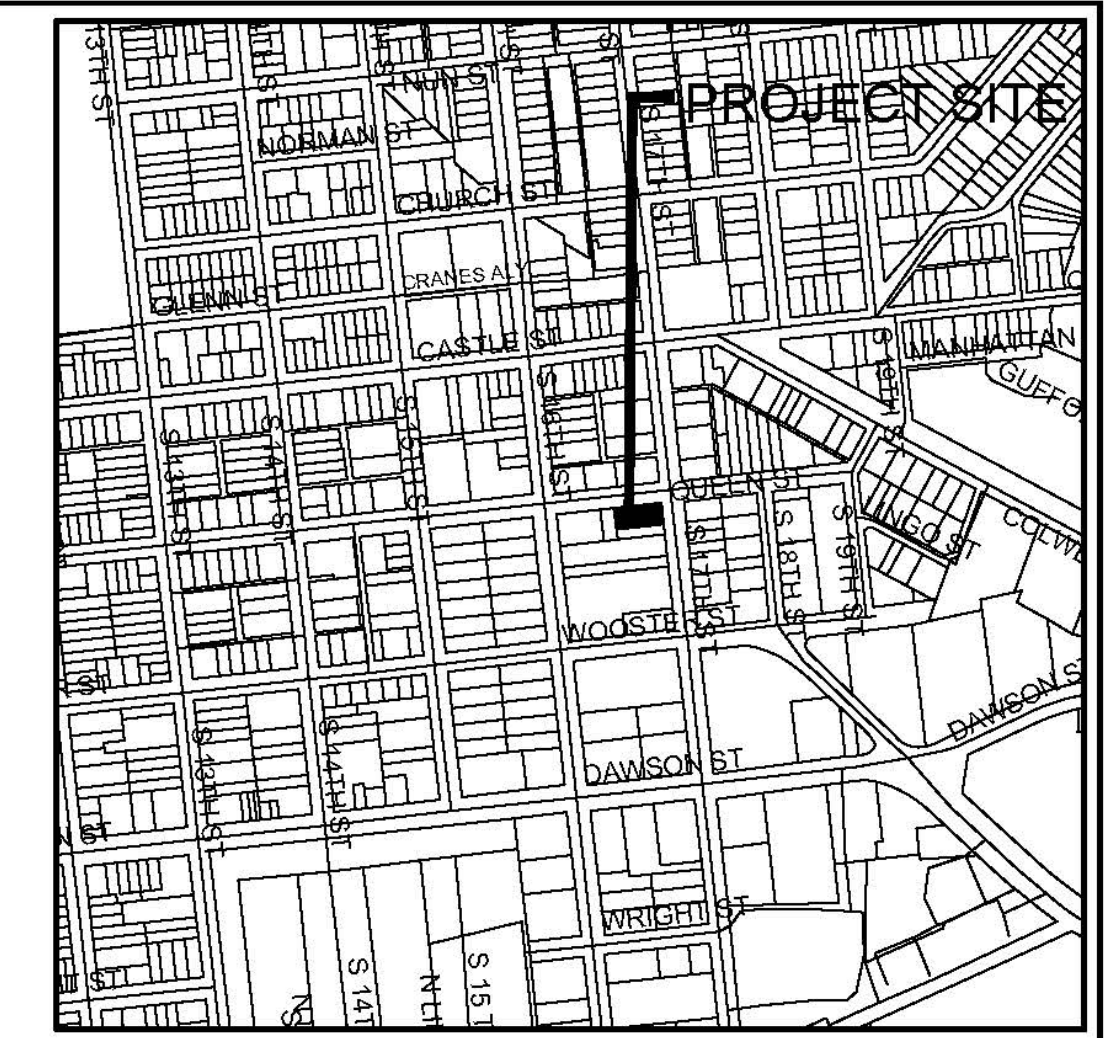 NUN ST
PROJECT SITE
NORMAN ST
S 17TH ST
CHURCH ST
CRANES ALY
GLENN ST
CASTLE ST
S 19TH ST
MANHATTAN
S 16TH ST
S 15TH S
S 14TH ST
S 13TH ST
QUEEN ST
LINGO ST
S 17TH ST
S 18TH S
S 19TH ST
WOOSTER ST
DAWSON ST
DAWSON ST
S 13TH ST
S 14TH ST
WRIGHT ST
S 14T
S 15 T